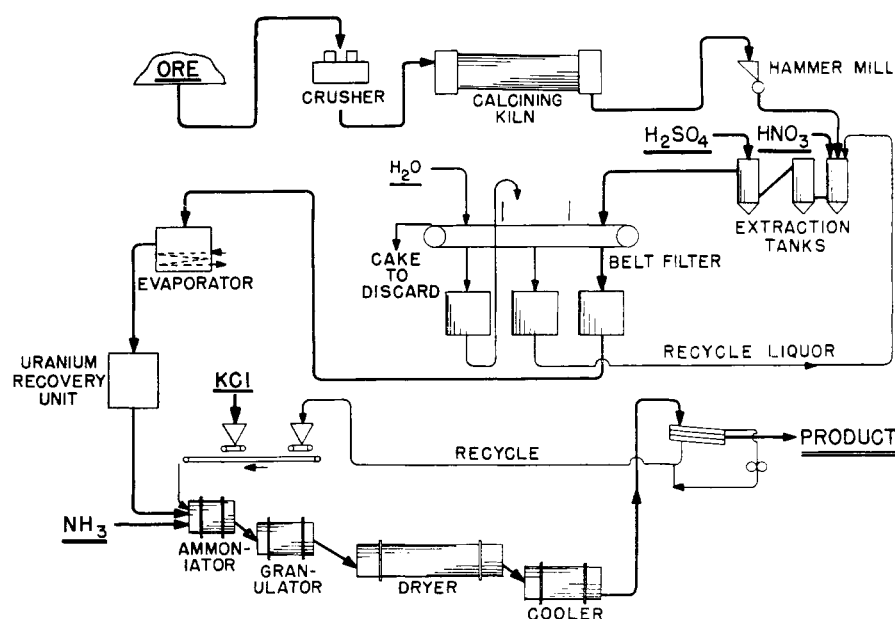 ORE
CRUSHER
CALCINING
KILN
HAMMER MILL
H₂SO₄
HNO₃
EXTRACTION
TANKS
H₂O
BELT FILTER
CAKE
TO
DISCARD
EVAPORATOR
RECYCLE LIQUOR
URANIUM
RECOVERY
UNIT
KCl
RECYCLE
PRODUCT
NH₃
AMMON-
IATOR
GRAN-
ULATOR
DRYER
COOLER